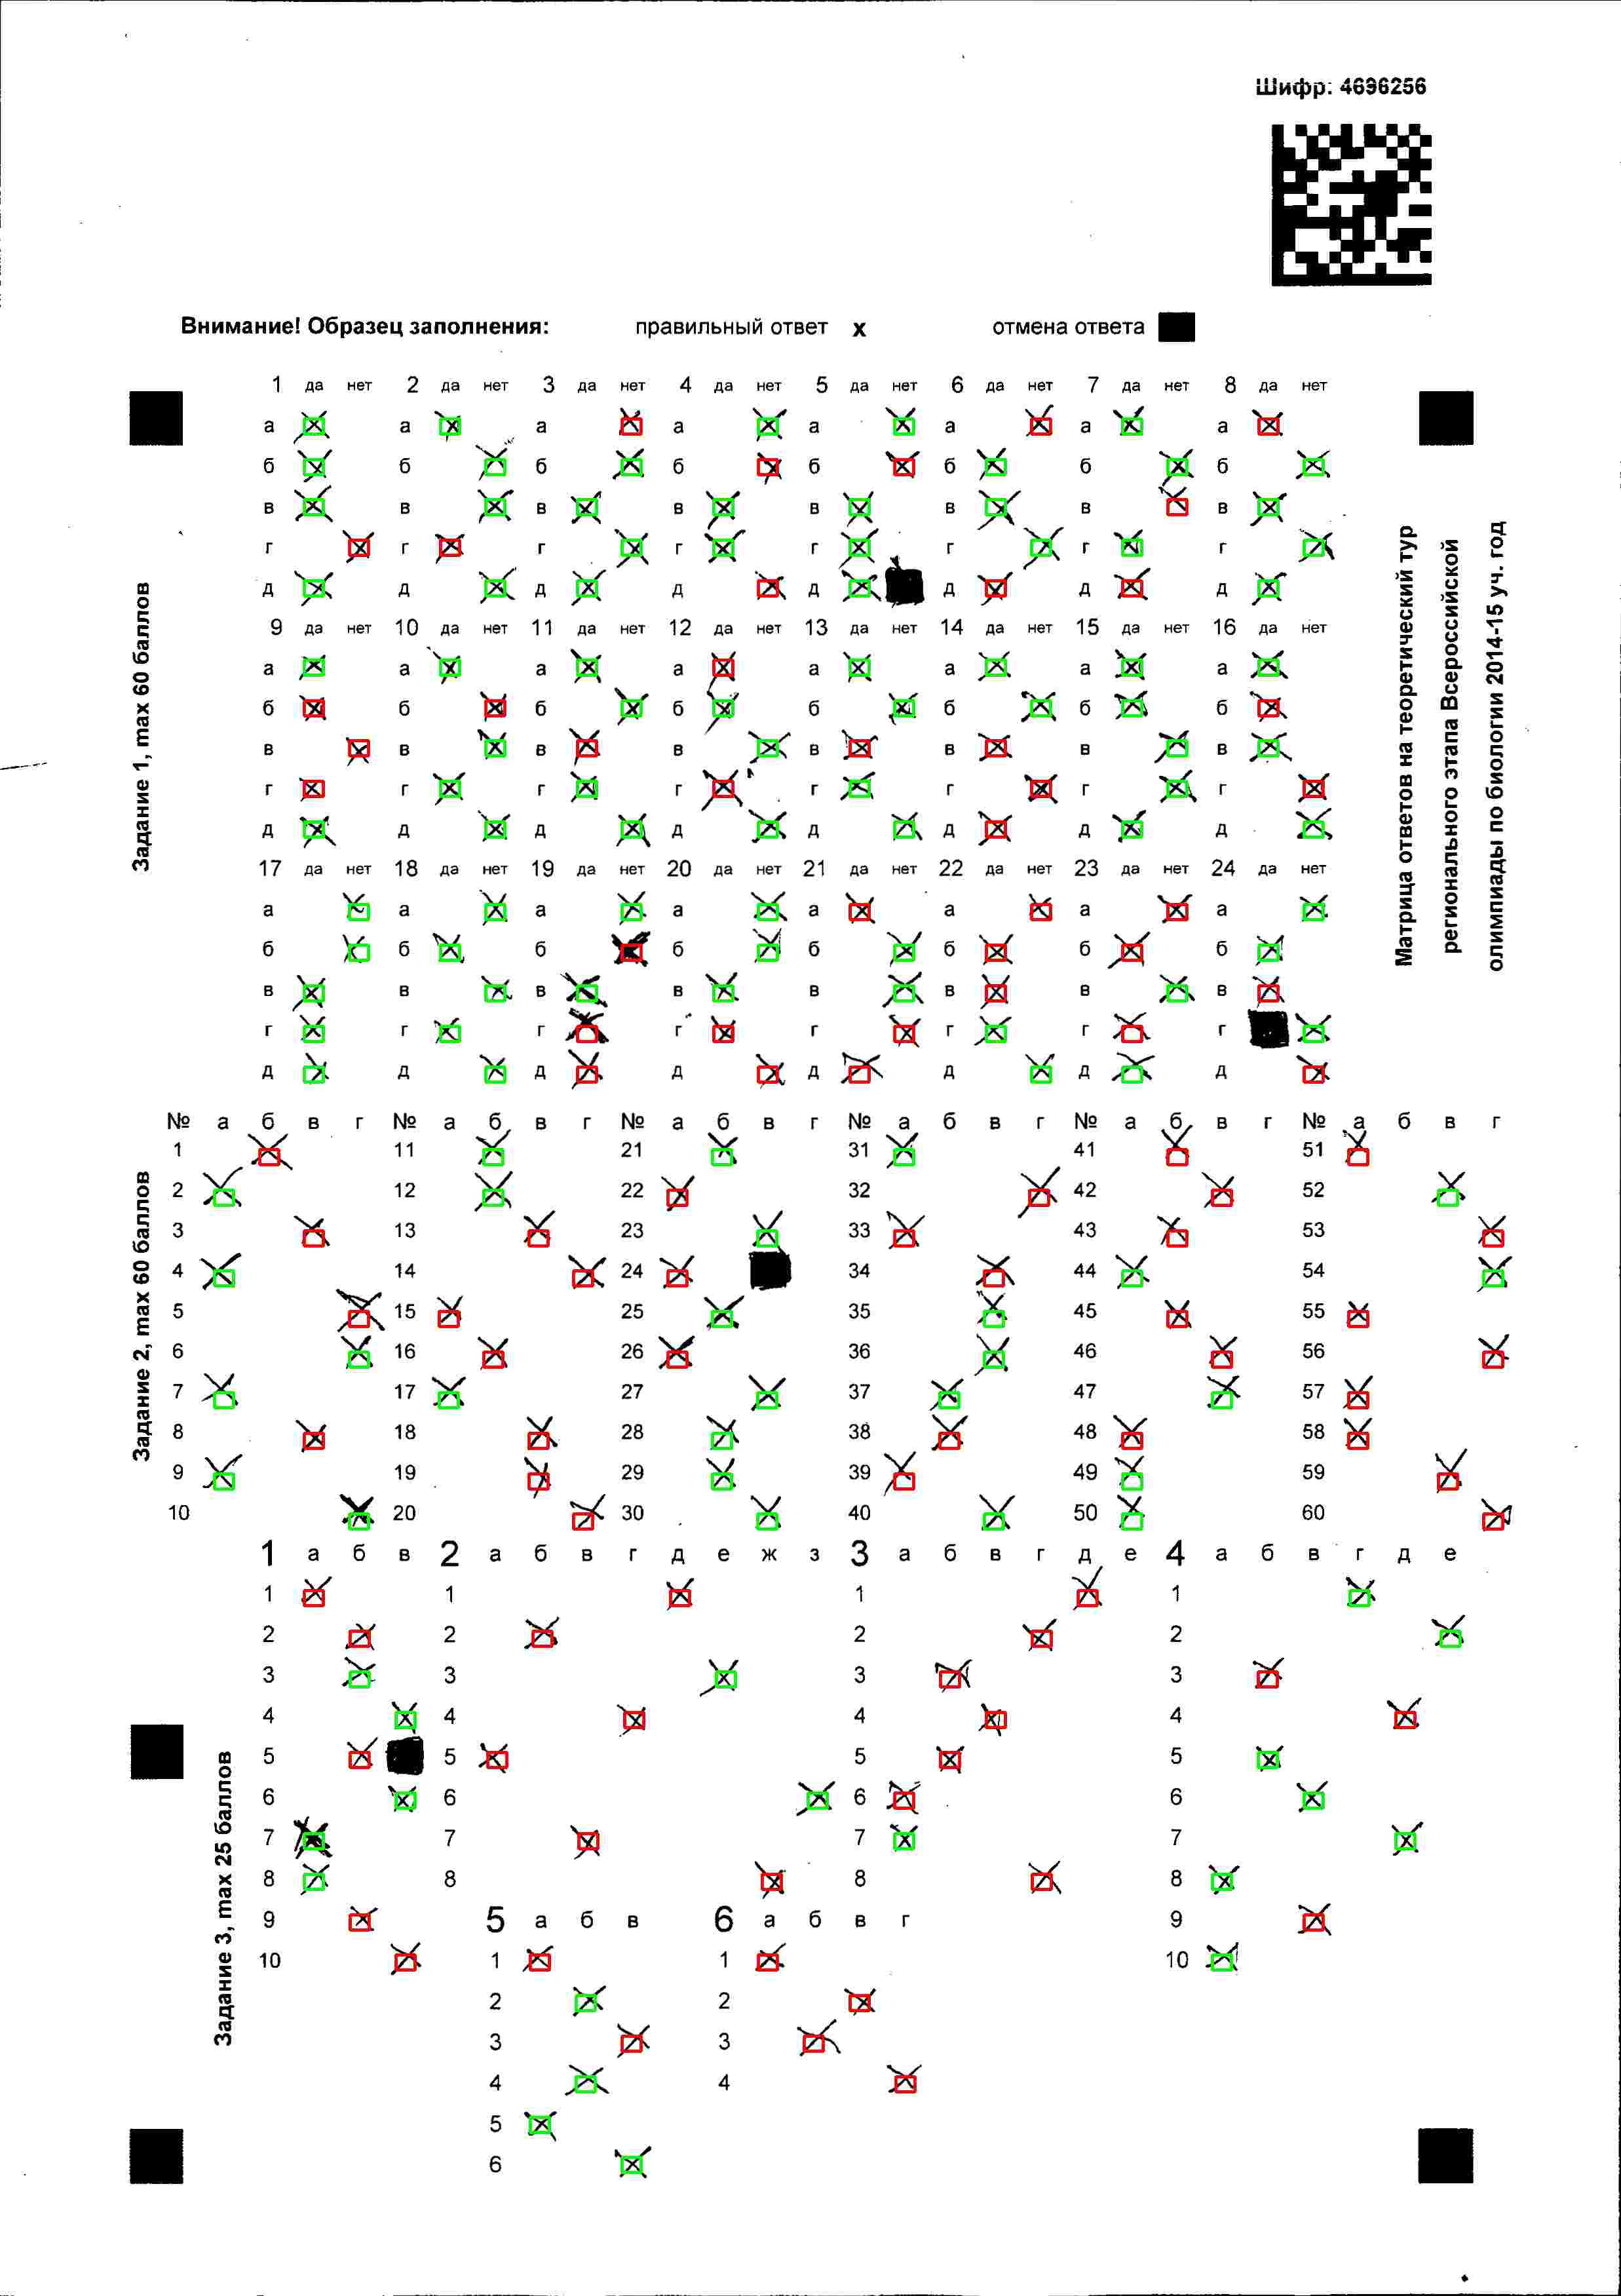 Шифр: 4696256
Внимание! Образец заполнения: правильный ответ x отмена ответа
Задание 1, max 60 баллов
1 да нет 2 да нет 3 да нет 4 да нет 5 да нет 6 да нет 7 да нет 8 да нет
а а а а а а а а
б б б б б б б б
в в в в в в в в
г г г г г г г г
д д д д д д д д
9 да нет 10 да нет 11 да нет 12 да нет 13 да нет 14 да нет 15 да нет 16 да нет
а а а а а а а а
б б б б б б б б
в в в в в в в в
г г г г г г г г
д д д д д д д д
17 да нет 18 да нет 19 да нет 20 да нет 21 да нет 22 да нет 23 да нет 24 да нет
а а а а а а а а
б б б б б б б б
в в в в в в в в
г г г г г г г г
д д д д д д д д
Матрица ответов на теоретический тур
регионального этапа Всероссийской
олимпиады по биологии 2014-15 уч. год
Задание 2, max 60 баллов
№ а б в г № а б в г № а б в г № а б в г № а б в г № а б в г
1 11 21 31 41 51
2 12 22 32 42 52
3 13 23 33 43 53
4 14 24 34 44 54
5 15 25 35 45 55
6 16 26 36 46 56
7 17 27 37 47 57
8 18 28 38 48 58
9 19 29 39 49 59
10 20 30 40 50 60
Задание 3, max 25 баллов
1 а б в 2 а б в г д е ж з 3 а б в г д е 4 а б в г д е
1 1 1 1
2 2 2 2
3 3 3 3
4 4 4 4
5 5 5 5
6 6 6 6
7 7 7 7
8 8 8 8
9 5 а б в 6 а б в г 9
10 1 1 10
2 2
3 3
4 4
5
6